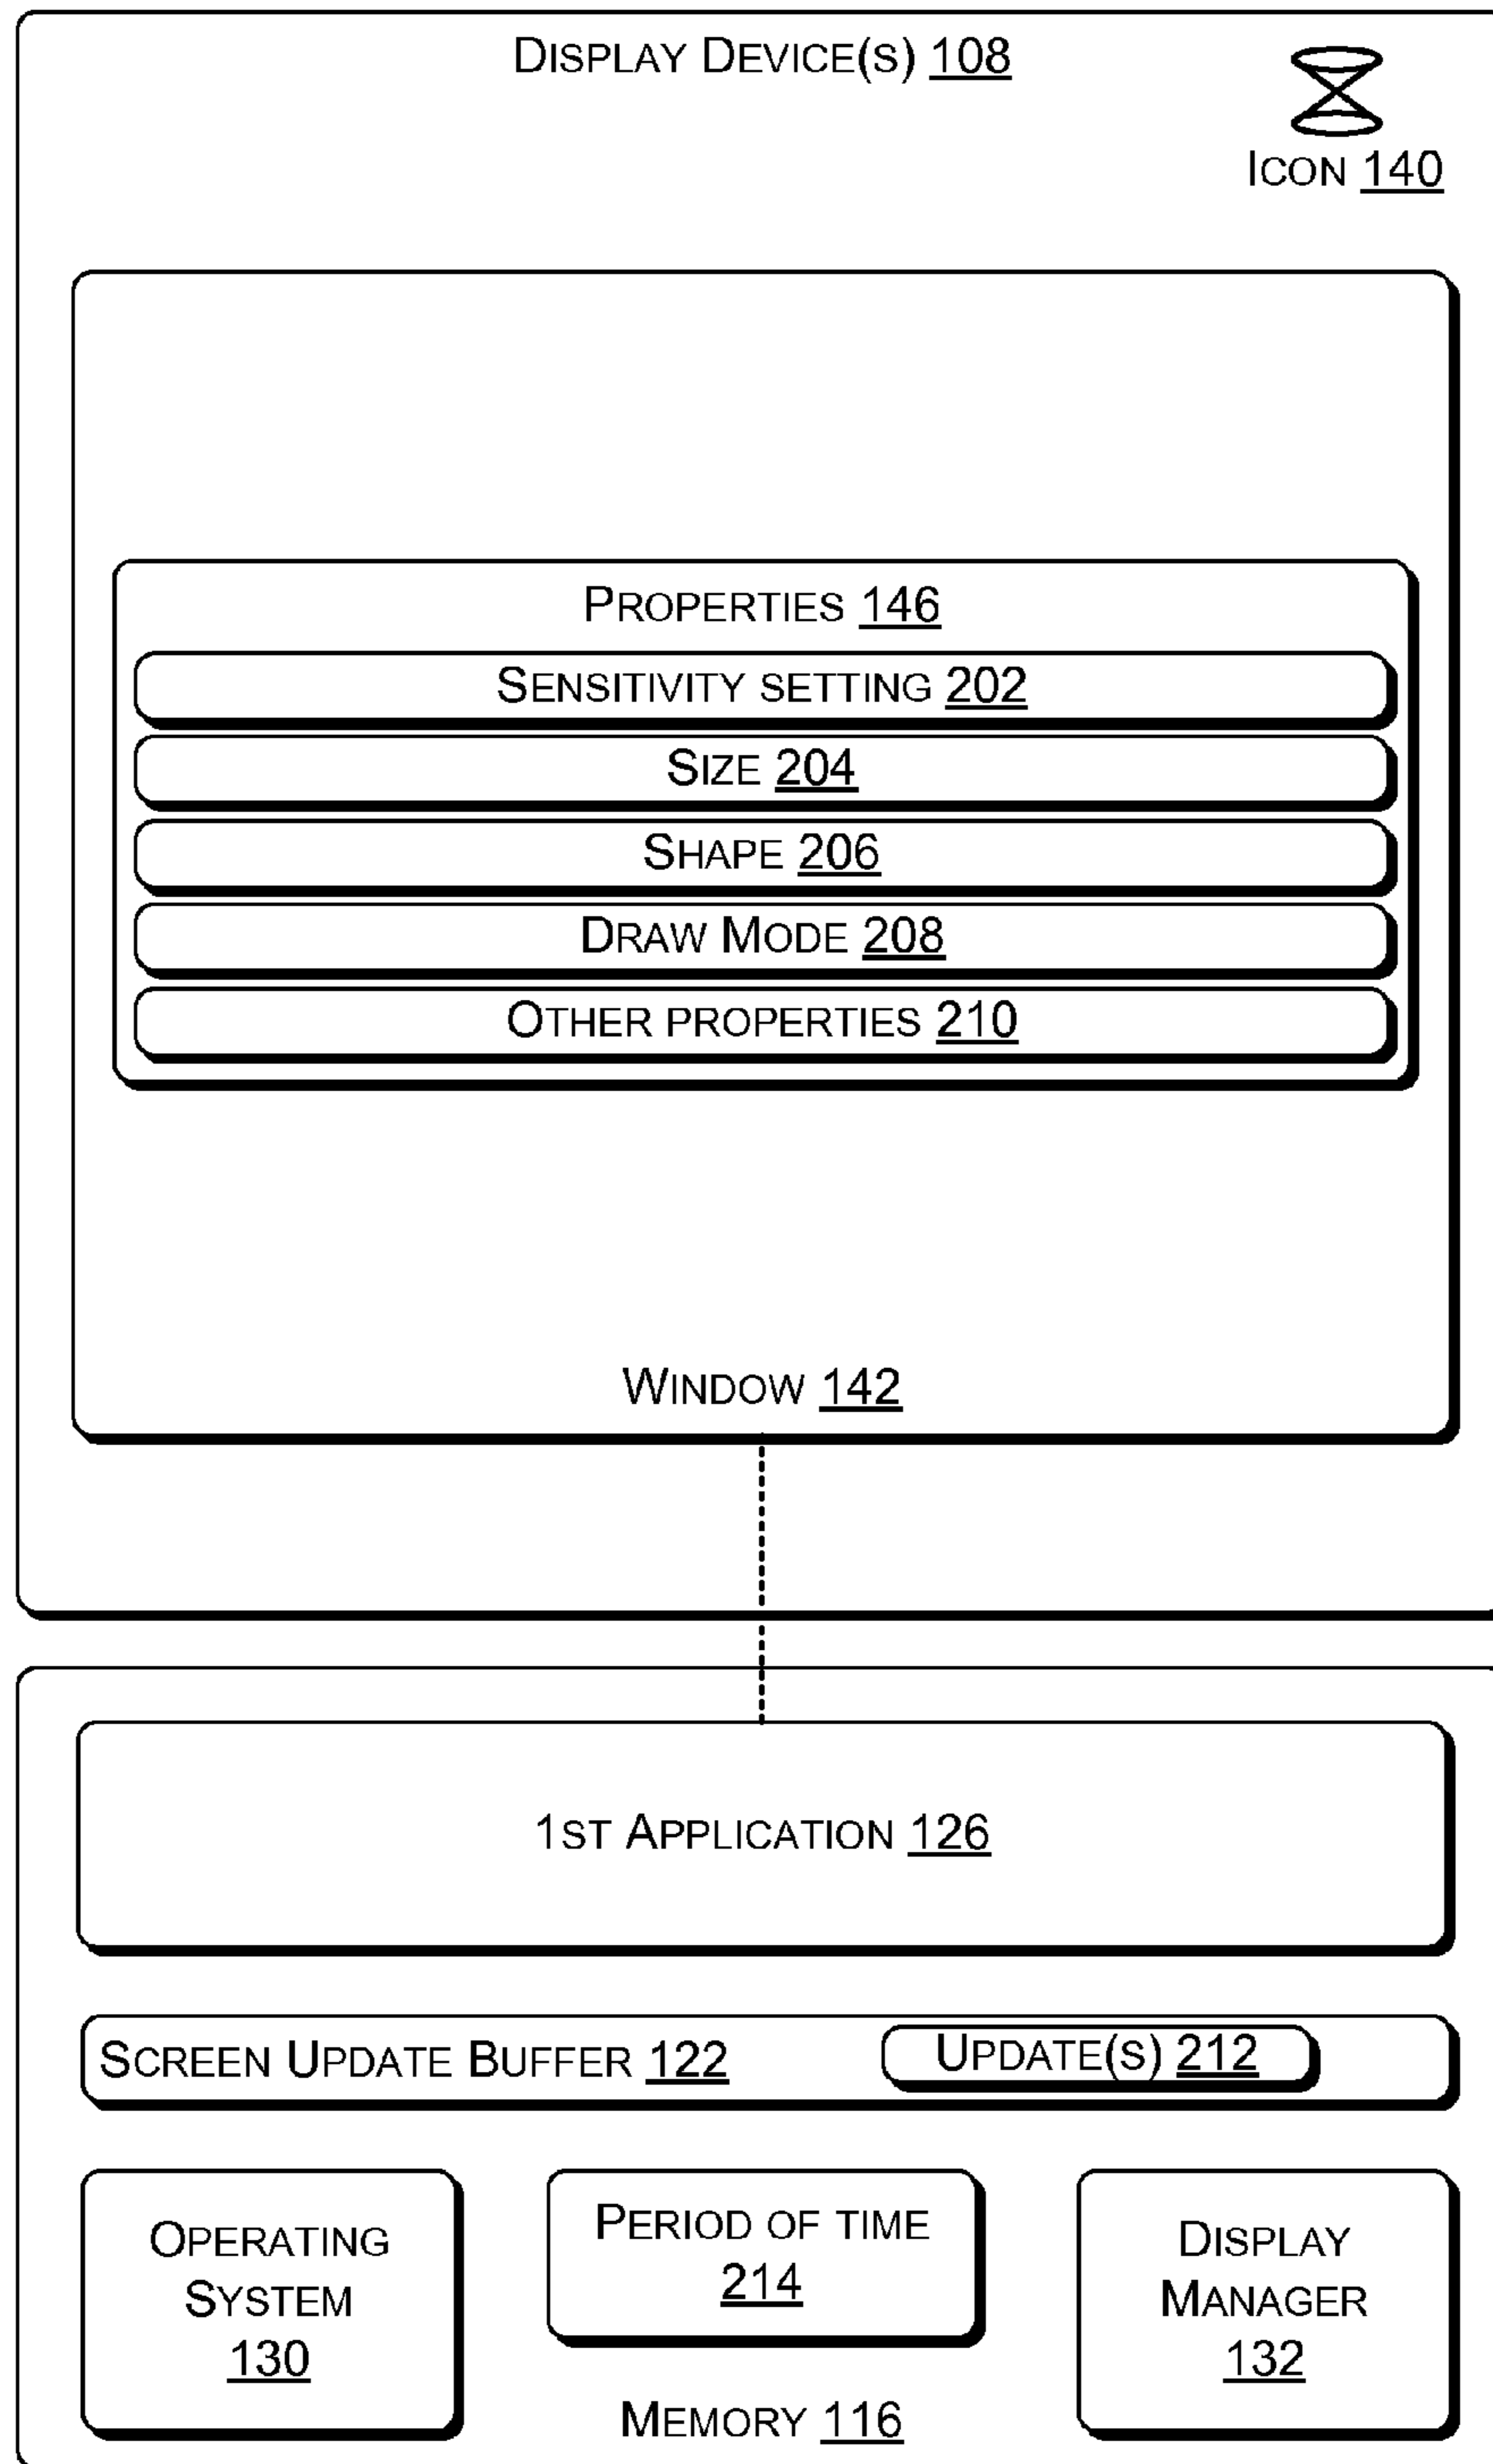 Display Device(s) 108
Icon 140
Properties 146
Sensitivity setting 202
Size 204
Shape 206
Draw Mode 208
Other properties 210
Window 142
1st Application 126
Screen Update Buffer 122
Update(s) 212
Operating
System
130
Period of time
214
Display
Manager
132
Memory 116